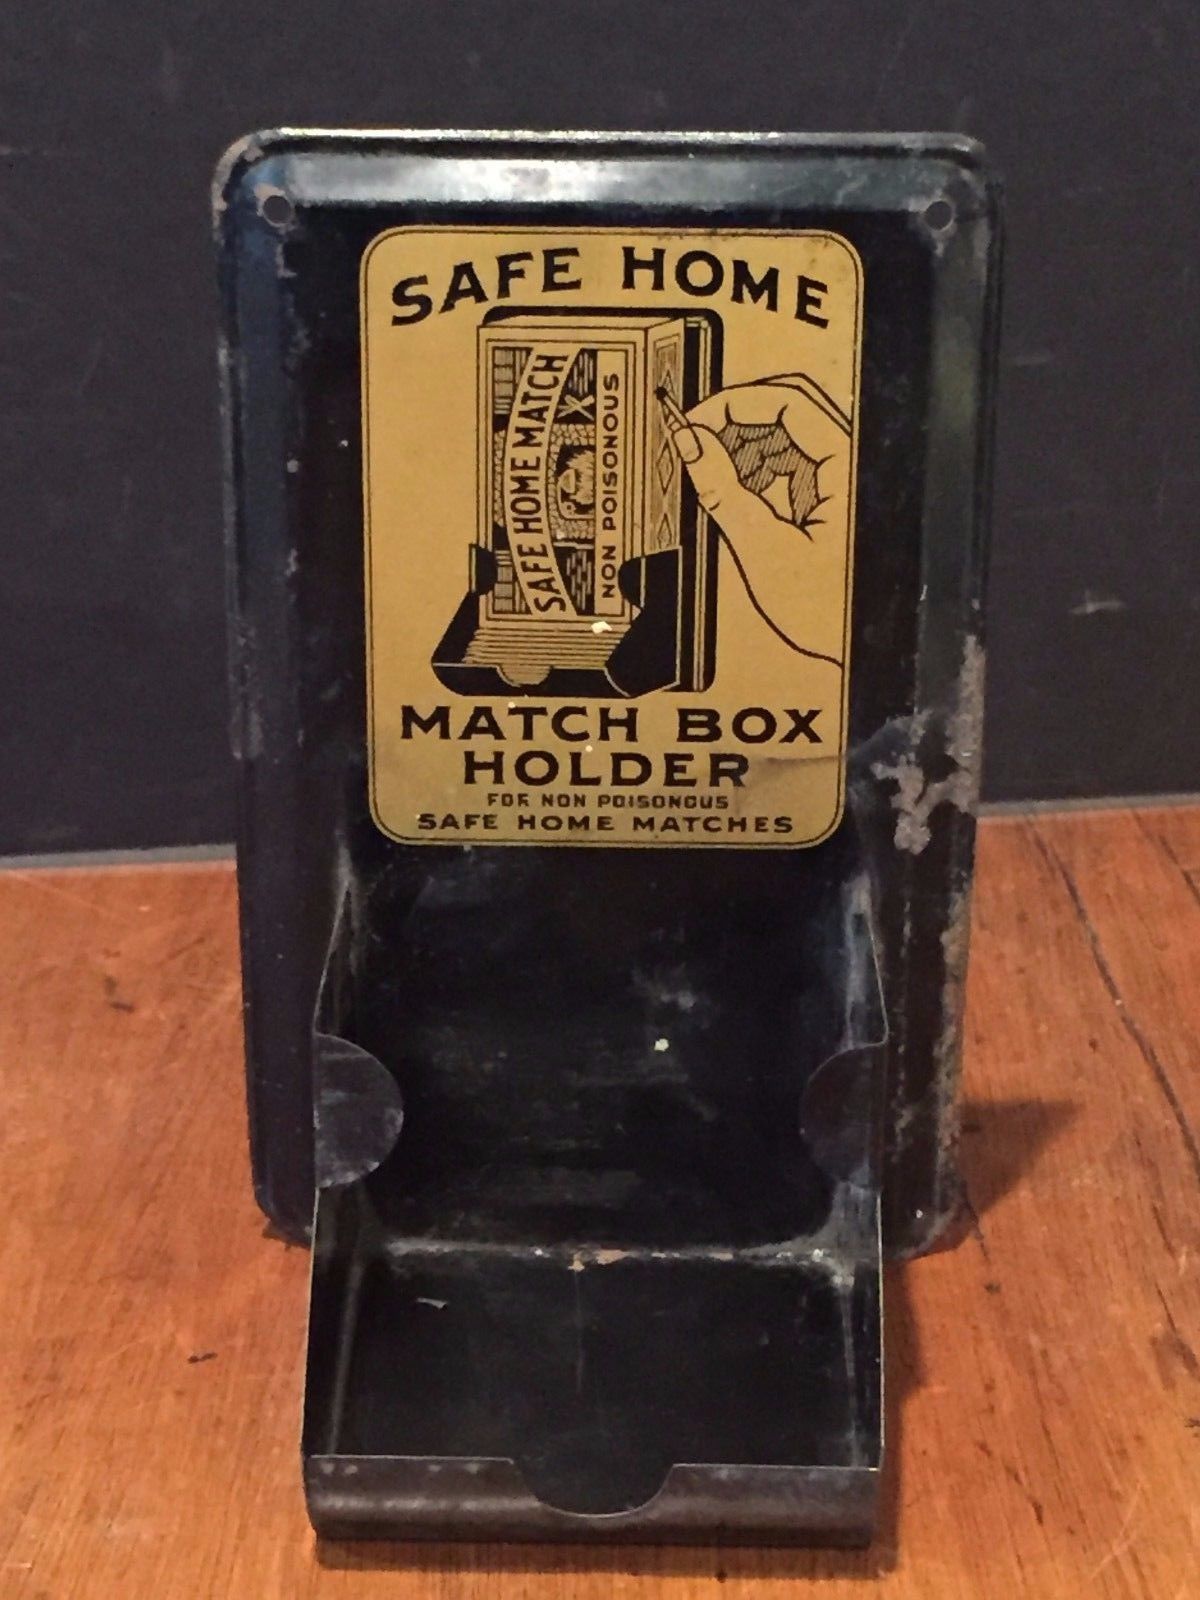 SAFE HOME
SAFE HOME MATCH
NON POISONOUS
MATCH BOX
HOLDER
FOR NON POISONOUS
SAFE HOME MATCHES